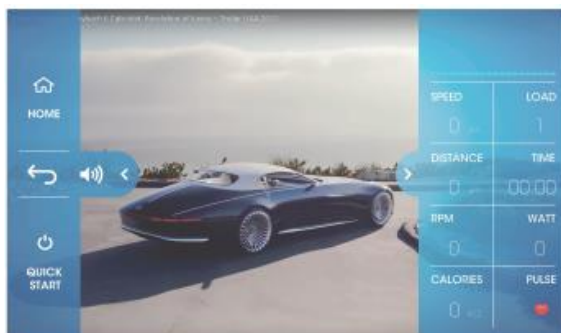 HOME
QUICK
START
SPEED
LOAD
0
1
DISTANCE
TIME
0
00:00
RPM
WATT
0
0
CALORIES
PULSE
0